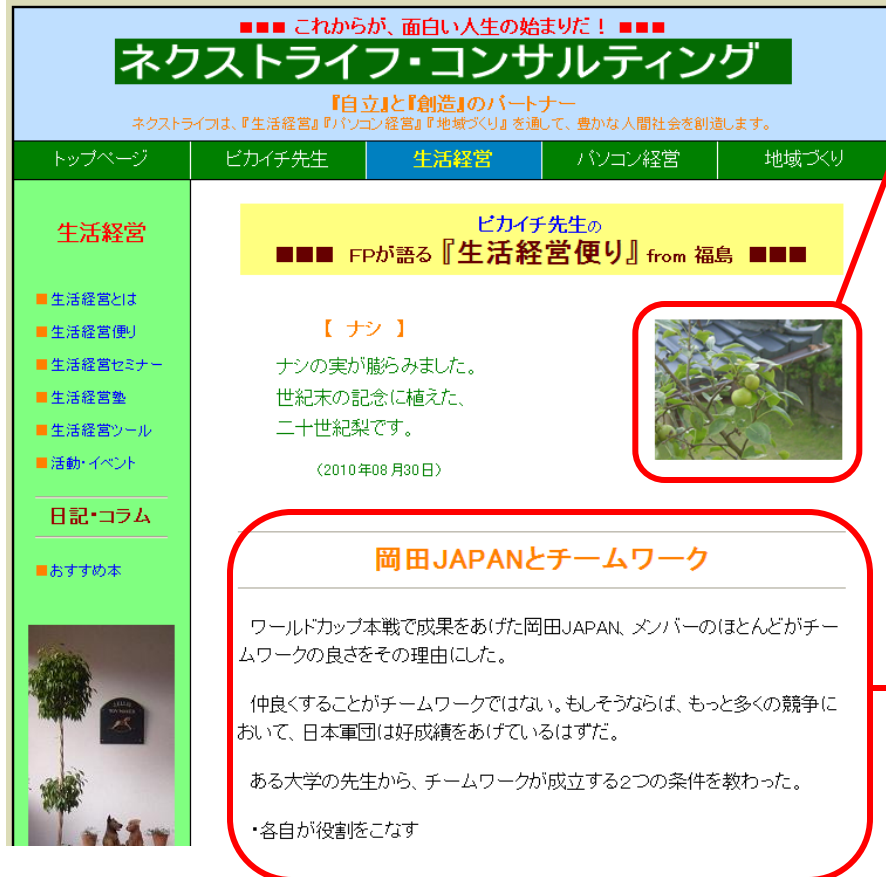 ■■■ これからが、面白い人生の始まりだ！ ■■■
ネクストライフ・コンサルティング
『自立』と『創造』のパートナー
ネクストライフは、『生活経営』『パソコン経営』『地域づくり』を通して、豊かな人間社会を創造します。
トップページ
ピカイチ先生
生活経営
パソコン経営
地域づくり
生活経営
■生活経営とは
■生活経営便り
■生活経営セミナー
■生活経営塾
■生活経営ツール
■活動・イベント
日記・コラム
■おすすめ本
ピカイチ先生の
■■■ FPが語る『生活経営便り』from 福島 ■■■
【 ナシ 】
ナシの実が膨らみました。
世紀末の記念に植えた、
二十世紀梨です。
（2010年08月30日）
岡田JAPANとチームワーク
ワールドカップ本戦で成果をあげた岡田JAPAN、メンバーのほとんどがチー
ムワークの良さをその理由にした。
仲良くすることがチームワークではない。もしそうならば、もっと多くの競争に
おいて、日本軍団は好成績をあげているはずだ。
ある大学の先生から、チームワークが成立する2つの条件を教わった。
・各自が役割をこなす